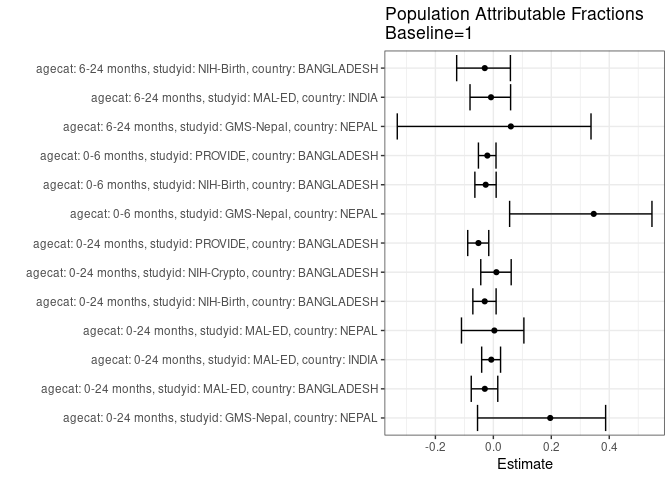 Population Attributable Fractions
Baseline=1
agecat: 6-24 months, studyid: NIH-Birth, country: BANGLADESH
agecat: 6-24 months, studyid: MAL-ED, country: INDIA
agecat: 6-24 months, studyid: GMS-Nepal, country: NEPAL
agecat: 0-6 months, studyid: PROVIDE, country: BANGLADESH
agecat: 0-6 months, studyid: NIH-Birth, country: BANGLADESH
agecat: 0-6 months, studyid: GMS-Nepal, country: NEPAL
agecat: 0-24 months, studyid: PROVIDE, country: BANGLADESH
agecat: 0-24 months, studyid: NIH-Crypto, country: BANGLADESH
agecat: 0-24 months, studyid: NIH-Birth, country: BANGLADESH
agecat: 0-24 months, studyid: MAL-ED, country: NEPAL
agecat: 0-24 months, studyid: MAL-ED, country: INDIA
agecat: 0-24 months, studyid: MAL-ED, country: BANGLADESH
agecat: 0-24 months, studyid: GMS-Nepal, country: NEPAL
-0.2 0.0 0.2 0.4
Estimate